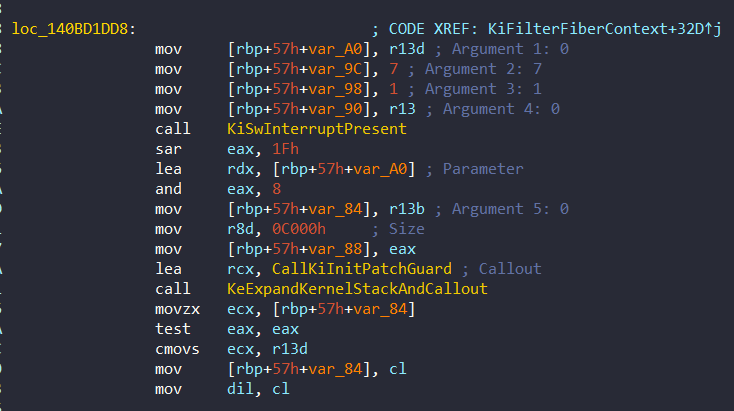 loc_140BD1DD8: ; CODE XREF: KiFilterFiberContext+32D↑j
mov [rbp+57h+var_A0], r13d ; Argument 1: 0
mov [rbp+57h+var_9C], 7 ; Argument 2: 7
mov [rbp+57h+var_98], 1 ; Argument 3: 1
mov [rbp+57h+var_90], r13 ; Argument 4: 0
call KiSwInterruptPresent
sar eax, 1Fh
lea rdx, [rbp+57h+var_A0] ; Parameter
and eax, 8
mov [rbp+57h+var_84], r13b ; Argument 5: 0
mov r8d, 0C000h ; Size
mov [rbp+57h+var_88], eax
lea rcx, CallKiInitPatchGuard ; Callout
call KeExpandKernelStackAndCallout
movzx ecx, [rbp+57h+var_84]
test eax, eax
cmovs ecx, r13d
mov [rbp+57h+var_84], cl
mov dil, cl